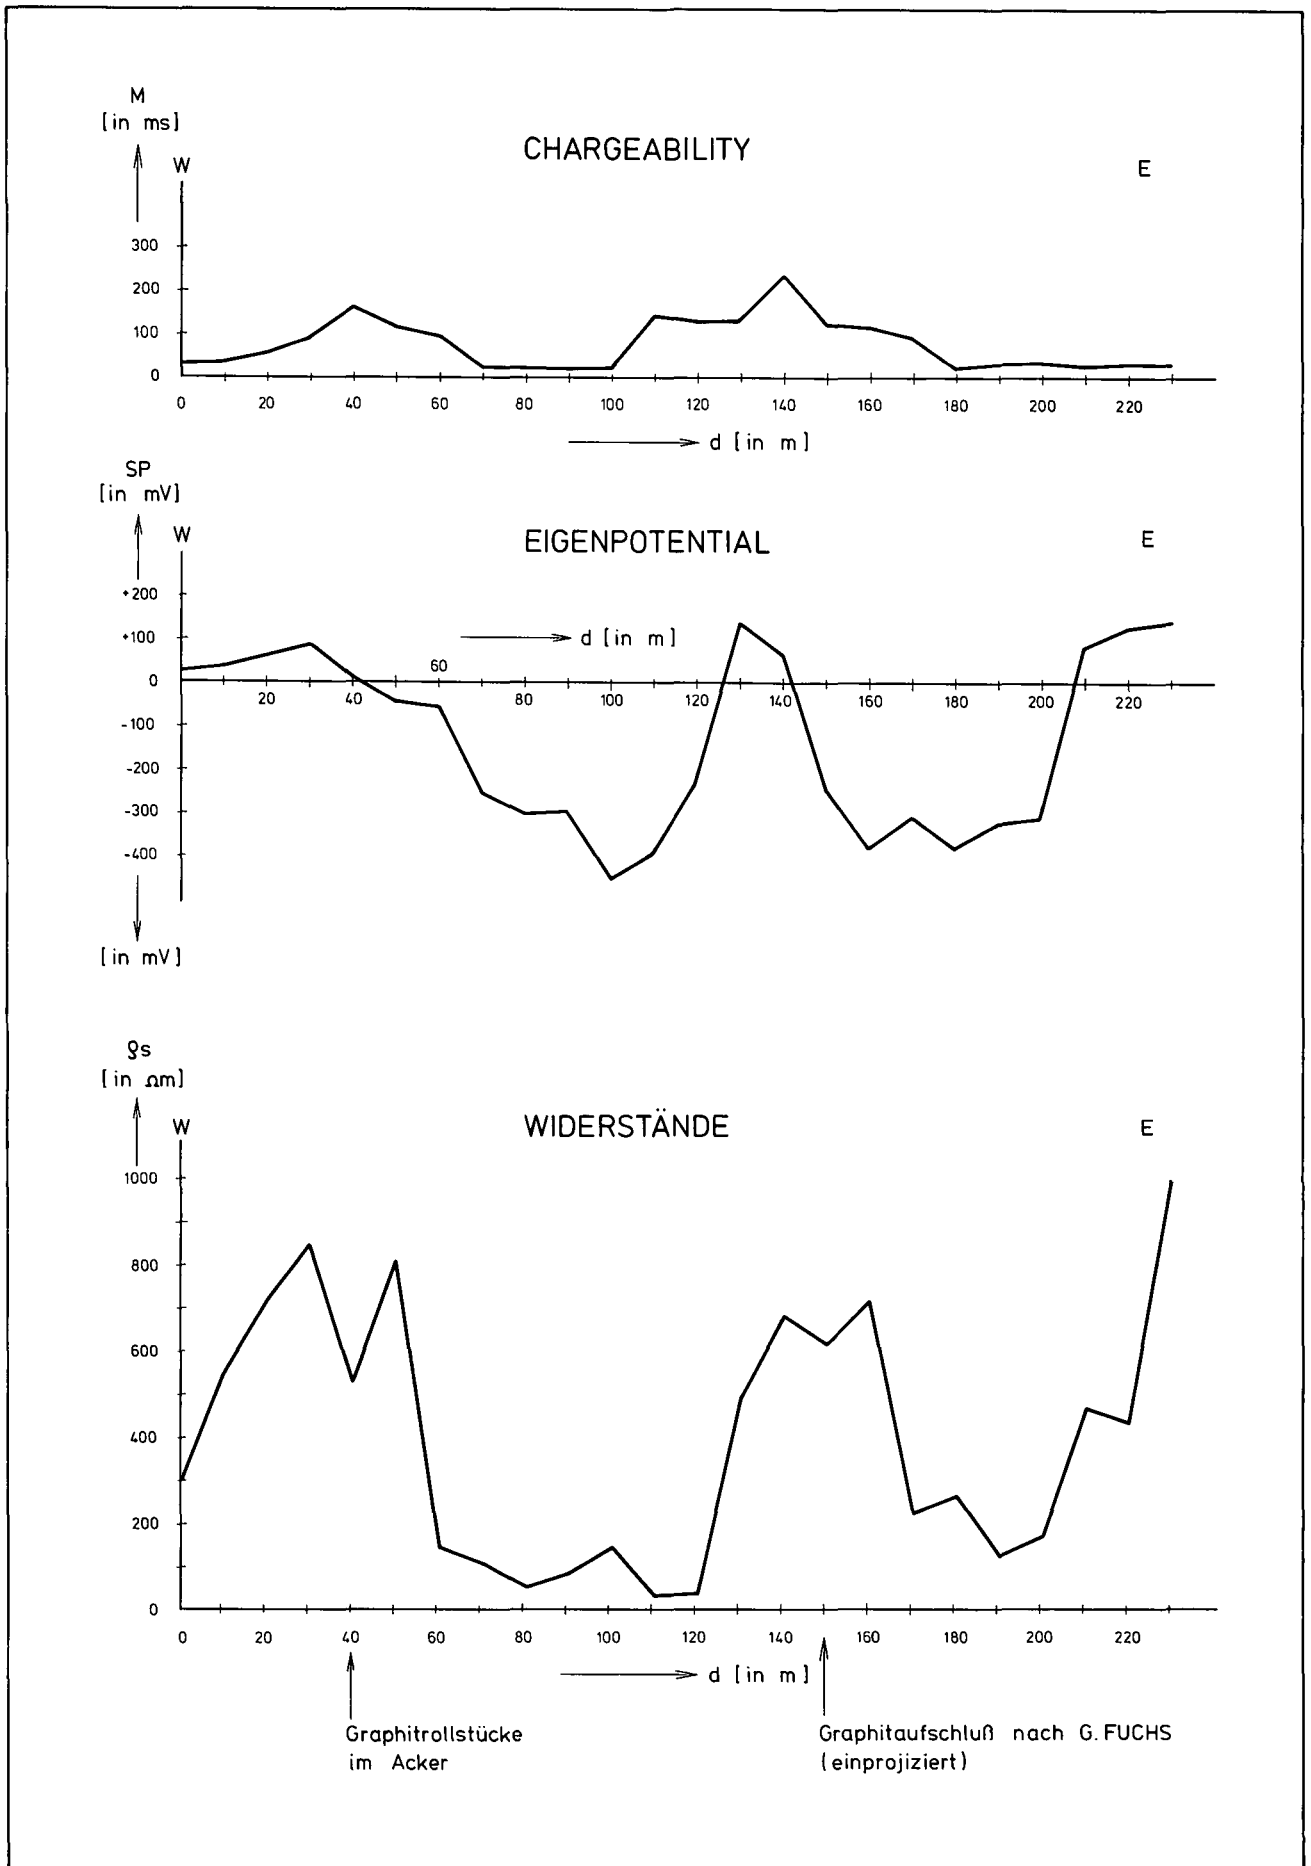 M
[in ms]
CHARGEABILITY
W
E
300
200
100
0
0 20 40 60 80 100 120 140 160 180 200 220
d [in m]
SP
[in mV]
W
EIGENPOTENTIAL
E
+200
+100
d [in m]
60
0
20 40 80 100 120 140 160 180 200 220
-100
-200
-300
-400
[in mV]
ϱs
[in Ωm]
W
WIDERSTÄNDE
E
1000
800
600
400
200
0
0 20 40 60 80 100 120 140 160 180 200 220
d [in m]
Graphitrollstücke
im Acker
Graphitaufschluß nach G. FUCHS
(einprojiziert)